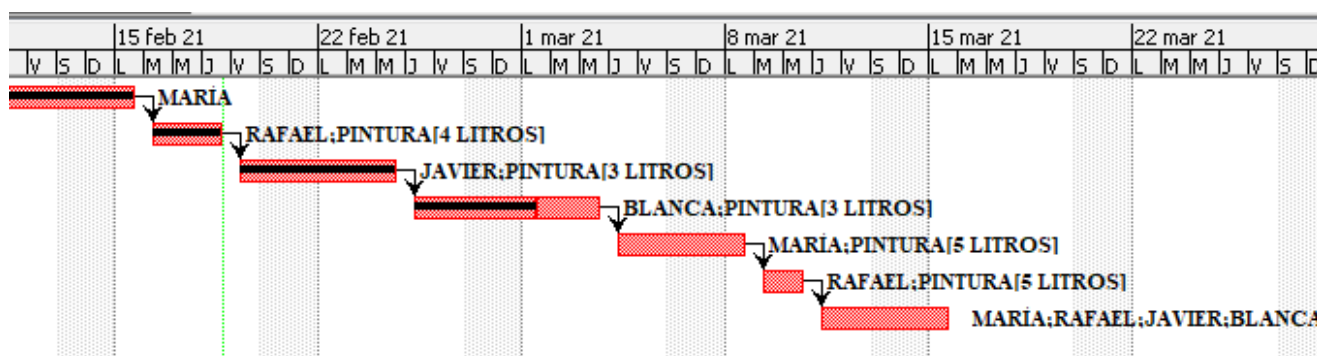 15 feb 21 22 feb 21 1 mar 21 8 mar 21 15 mar 21 22 mar 21
V S D L M M J V S D L M M J V S D L M M J V S D L M M J V S D L M M J V S D L M M J V S D
MARÍA
RAFAEL;PINTURA[4 LITROS]
JAVIER;PINTURA[3 LITROS]
BLANCA;PINTURA[3 LITROS]
MARÍA;PINTURA[5 LITROS]
RAFAEL;PINTURA[5 LITROS]
MARÍA;RAFAEL;JAVIER;BLANCA